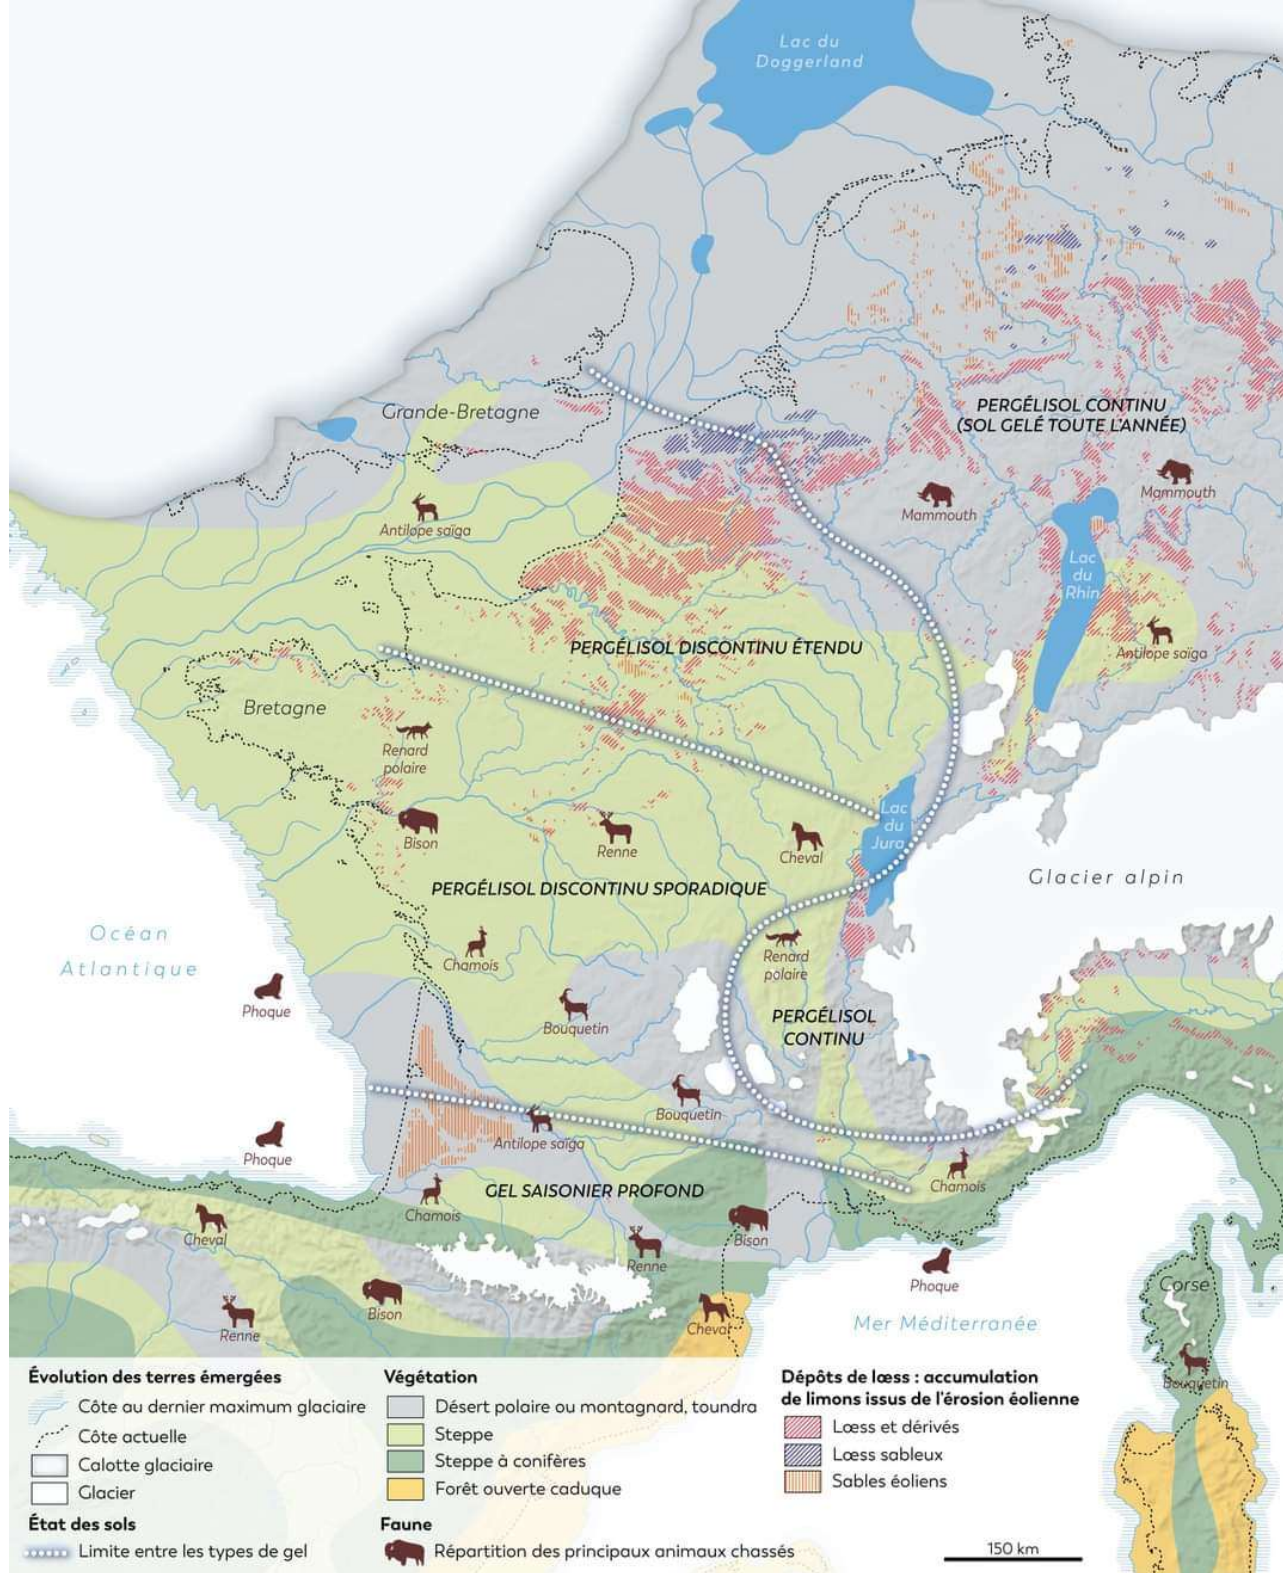 Lac du
Doggerland
Grande-Bretagne
PERGÉLISOL CONTINU
(SOL GELÉ TOUTE L'ANNÉE)
Mammouth
Mammouth
Antilope saïga
Lac
du
Rhin
Antilope saïga
PERGÉLISOL DISCONTINU ÉTENDU
Bretagne
Renard
polaire
Bison
Renne
Cheval
Lac
du
Jura
Glacier alpin
PERGÉLISOL DISCONTINU SPORADIQUE
Océan
Atlantique
Chamois
Renard
polaire
Phoque
Bouquetin
PERGÉLISOL
CONTINU
Bouquetin
Antilope saïga
Phoque
Chamois
GEL SAISONIER PROFOND
Chamois
Cheval
Bison
Renne
Phoque
Corse
Bison
Renne
Cheval
Mer Méditerranée
Bouquetin
Évolution des terres émergées
Côte au dernier maximum glaciaire
Côte actuelle
Calotte glaciaire
Glacier
État des sols
Limite entre les types de gel
Végétation
Désert polaire ou montagnard, toundra
Steppe
Steppe à conifères
Forêt ouverte caduque
Faune
Répartition des principaux animaux chassés
Dépôts de lœss : accumulation
de limons issus de l'érosion éolienne
Lœss et dérivés
Lœss sableux
Sables éoliens
150 km